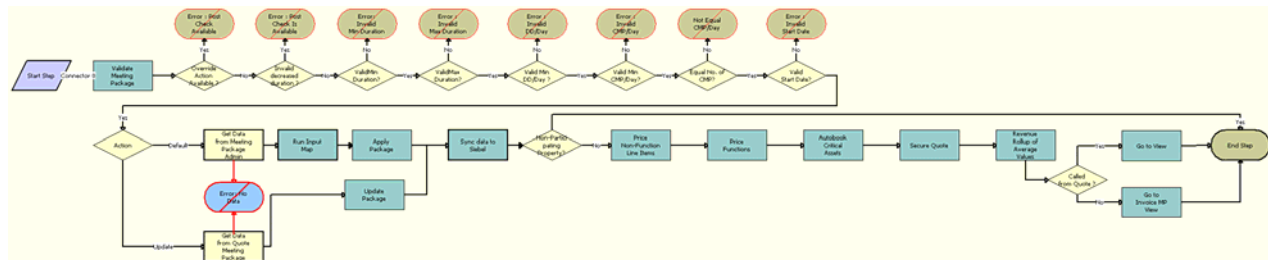 Error : Post
Check
Available
Error : Post
Check Is
Available
Error :
Invalid
Min Duration
Error :
Invalid
Max Duration
Error :
Invalid
DD/Day
Error :
Invalid
CMP/Day
Not Equal
CMP/Day
Error :
Invalid
Start Date
Yes
Yes
No
No
No
No
No
No
Start Step
Connector 0
Validate
Meeting
Package
Override
Action
Available ?
No
Invalid
decreased
duration ?
No
ValidMin
Duration?
Yes
ValidMax
Duration?
Yes
Valid Min
DD/Day ?
Yes
Valid Min
CMP/Day?
Yes
Equal No. of
CMP?
Yes
Valid
Start Date?
Yes
Action
Default
Get Data
from Meeting
Package
Admin
Run Input
Map
Apply
Package
Sync data to
Siebel
Non-Partici
pating
Property?
No
Price
Non-Function
Line Items
Price
Functions
Autobook
Critical
Assets
Secure Quote
Revenue
Rollup of
Average
Values
Yes
Go to View
Yes
End Step
Error: No
Data
Update
Package
Called
from Quote ?
No
Go to
Invoice MP
View
Update
Get Data
from Quote
Meeting
Package